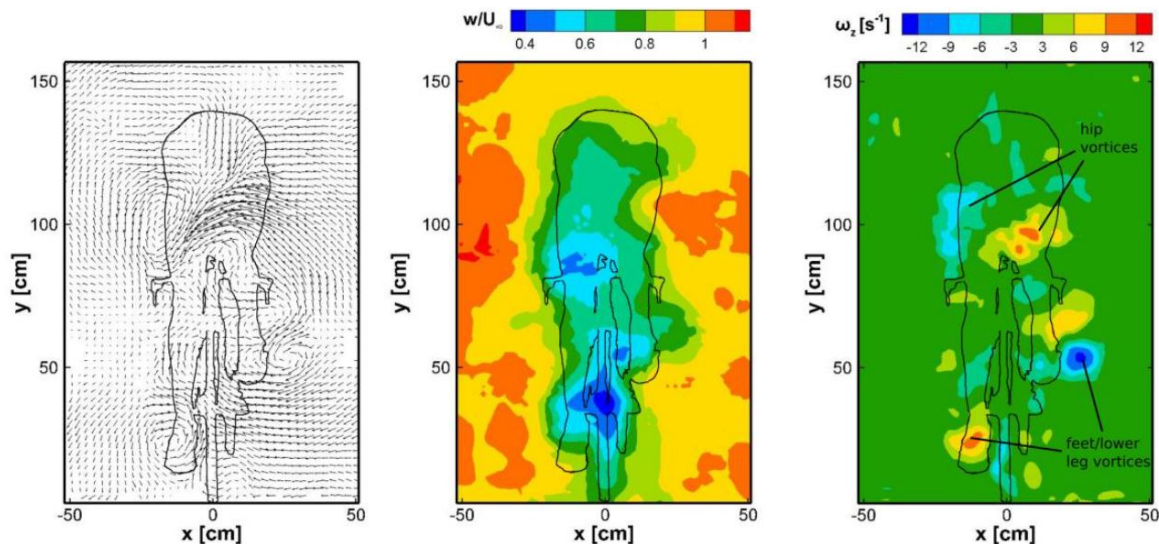 w/U∞
0.4 0.6 0.8 1
ω_z [s⁻¹]
-12 -9 -6 -3 3 6 9 12
150
100
50
y [cm]
-50 0 50
x [cm]
150
100
50
y [cm]
-50 0 50
x [cm]
150
100
50
y [cm]
-50 0 50
x [cm]
hip
vortices
feet/lower
leg vortices